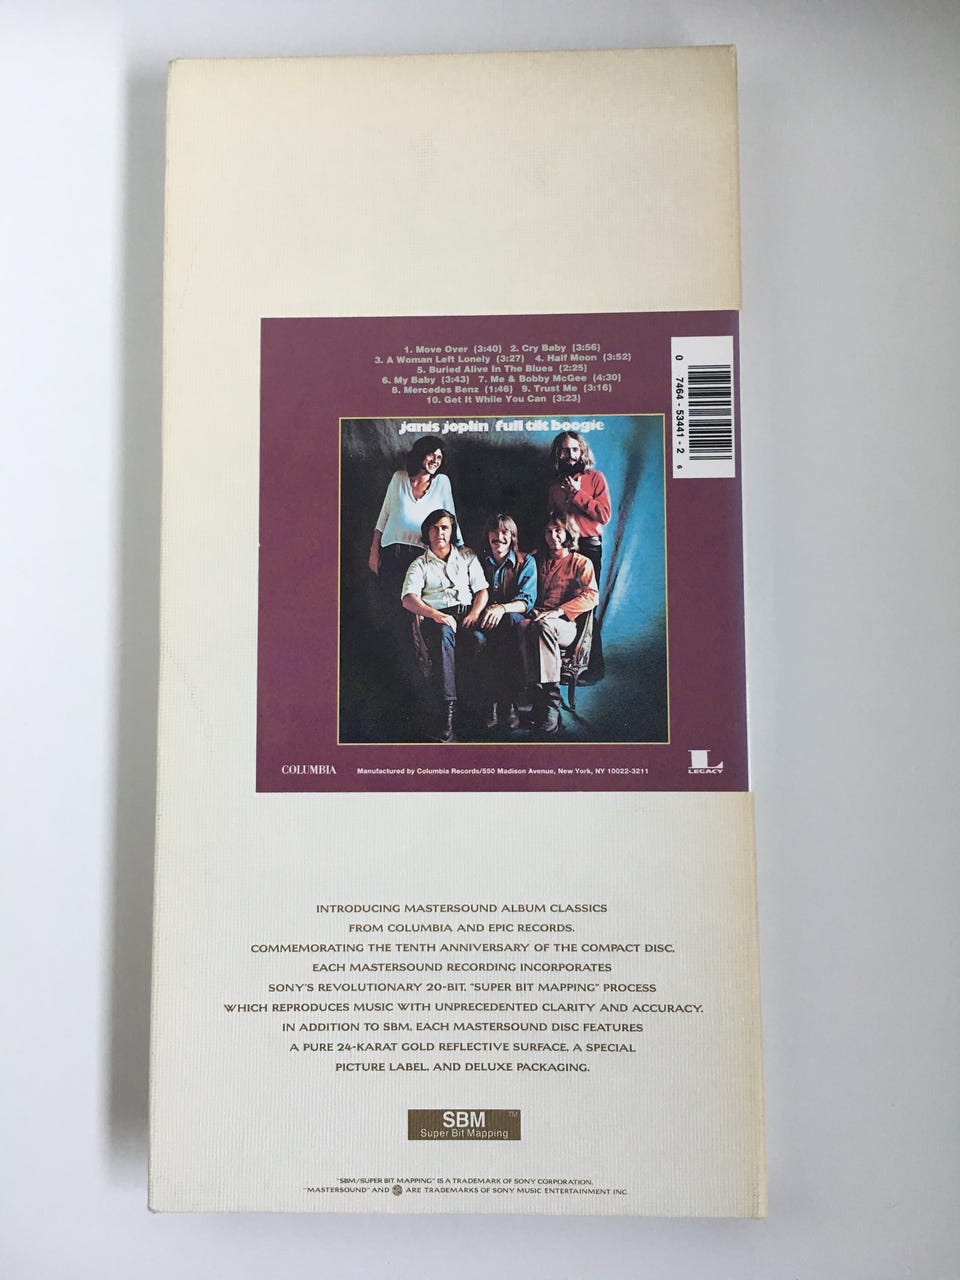 1. Move Over (3:40) 2. Cry Baby (3:56)
3. A Woman Left Lonely (3:27) 4. Half Moon (3:52)
5. Buried Alive In The Blues (2:25)
6. My Baby (3:43) 7. Me & Bobby McGee (4:30)
8. Mercedes Benz (1:46) 9. Trust Me (3:16)
10. Get It While You Can (3:23)
0 7464 - 53441 - 2 6
janis joplin / full tilt boogie
COLUMBIA
Manufactured by Columbia Records/550 Madison Avenue, New York, NY 10022-3211
L
LEGACY
INTRODUCING MASTERSOUND ALBUM CLASSICS
FROM COLUMBIA AND EPIC RECORDS.
COMMEMORATING THE TENTH ANNIVERSARY OF THE COMPACT DISC.
EACH MASTERSOUND RECORDING INCORPORATES
SONY'S REVOLUTIONARY 20-BIT, "SUPER BIT MAPPING" PROCESS
WHICH REPRODUCES MUSIC WITH UNPRECEDENTED CLARITY AND ACCURACY.
IN ADDITION TO SBM, EACH MASTERSOUND DISC FEATURES
A PURE 24-KARAT GOLD REFLECTIVE SURFACE, A SPECIAL
PICTURE LABEL, AND DELUXE PACKAGING.
SBM TM
Super Bit Mapping
"SBM/SUPER BIT MAPPING" IS A TRADEMARK OF SONY CORPORATION.
"MASTERSOUND" AND ARE TRADEMARKS OF SONY MUSIC ENTERTAINMENT INC.